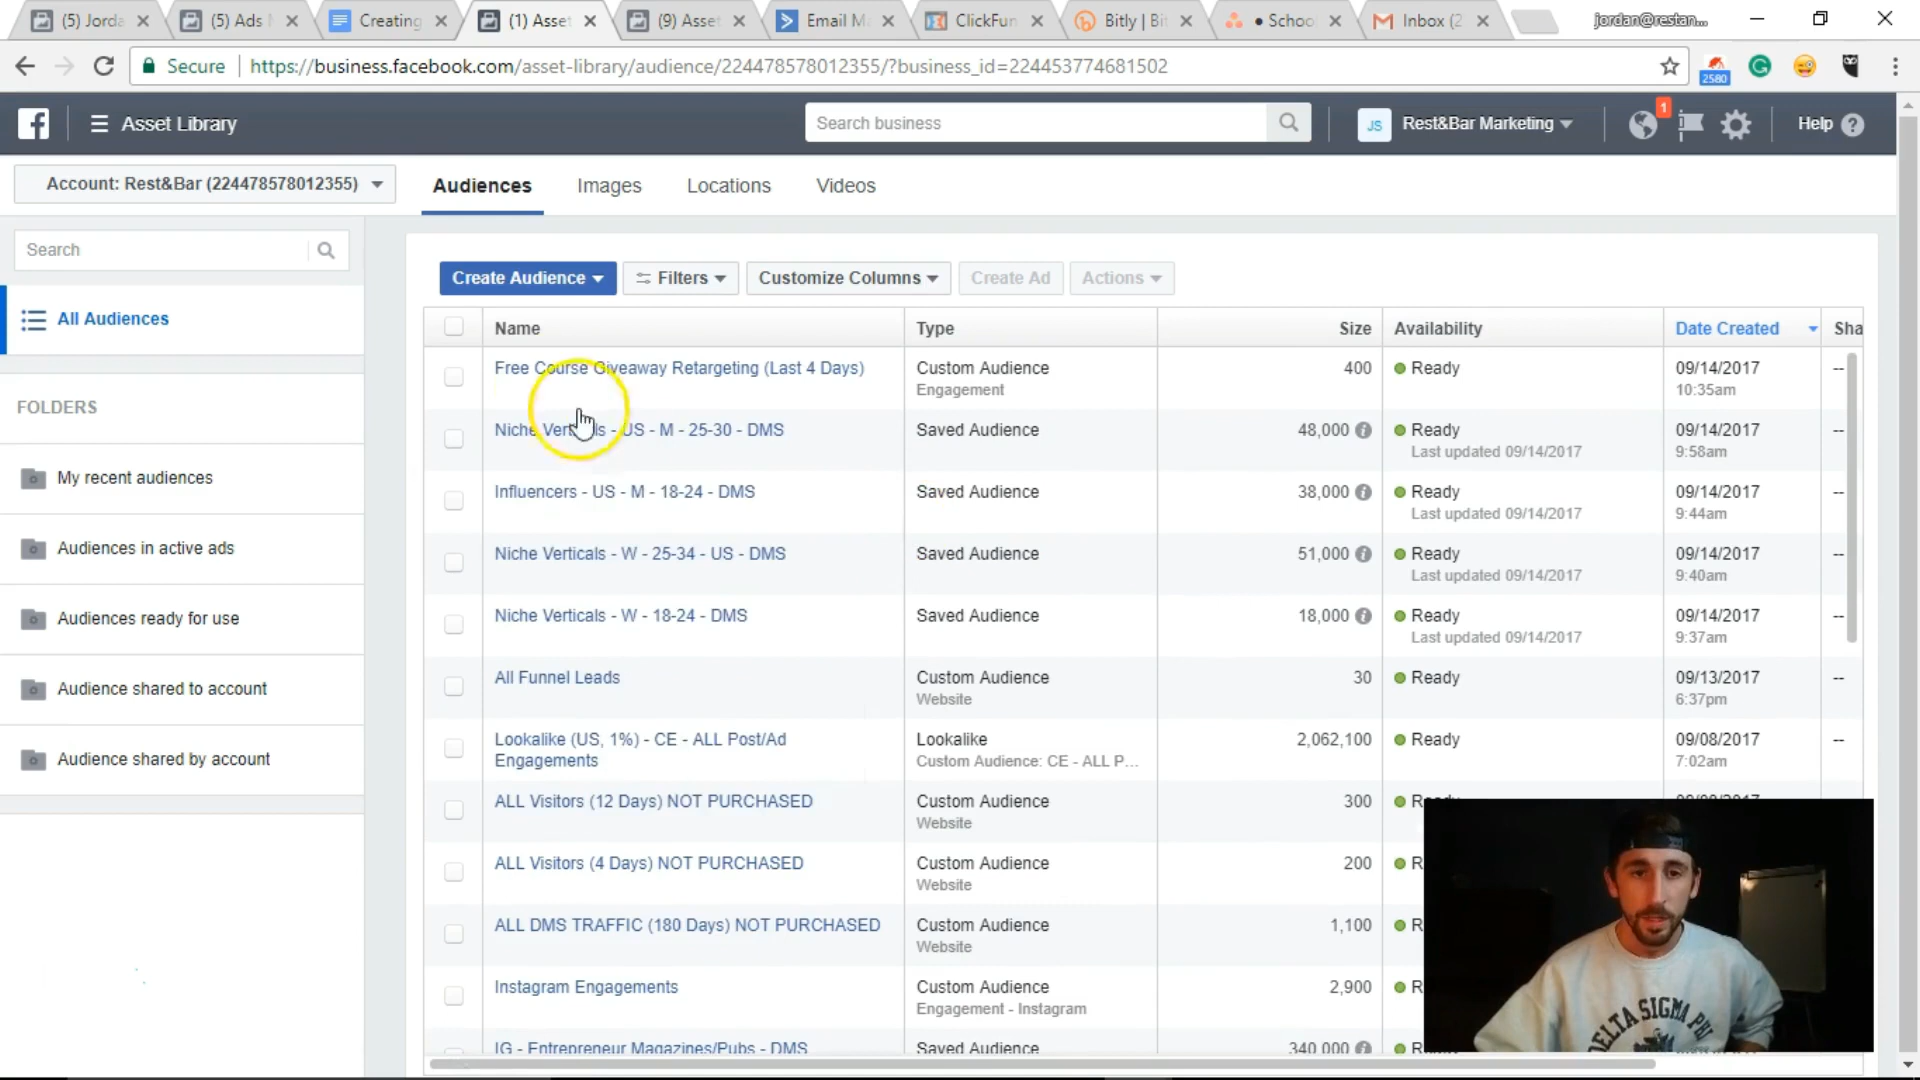 (5) Jorda
(5) Ads
Creating
(1) Asset
(9) Asset
Email M
ClickFun
Bitly | Bit
• Schoo
Inbox (2
jordan@restan...
Secure
https://business.facebook.com/asset-library/audience/224478578012355/?business_id=224453774681502
2580
Asset Library
Search business
JS
Rest&Bar Marketing
1
Help
Account: Rest&Bar (224478578012355)
Audiences
Images
Locations
Videos
Search
Create Audience
Filters
Customize Columns
Create Ad
Actions
All Audiences
FOLDERS
My recent audiences
Audiences in active ads
Audiences ready for use
Audience shared to account
Audience shared by account
Name
Type
Size
Availability
Date Created
Sha
Free Course Giveaway Retargeting (Last 4 Days)
Custom Audience
Engagement
400
Ready
09/14/2017
10:35am
--
Niche Verticals - US - M - 25-30 - DMS
Saved Audience
48,000
Ready
Last updated 09/14/2017
09/14/2017
9:58am
--
Influencers - US - M - 18-24 - DMS
Saved Audience
38,000
Ready
Last updated 09/14/2017
09/14/2017
9:44am
--
Niche Verticals - W - 25-34 - US - DMS
Saved Audience
51,000
Ready
Last updated 09/14/2017
09/14/2017
9:40am
--
Niche Verticals - W - 18-24 - DMS
Saved Audience
18,000
Ready
Last updated 09/14/2017
09/14/2017
9:37am
--
All Funnel Leads
Custom Audience
Website
30
Ready
09/13/2017
6:37pm
--
Lookalike (US, 1%) - CE - ALL Post/Ad
Engagements
Lookalike
Custom Audience: CE - ALL P...
2,062,100
Ready
09/08/2017
7:02am
--
ALL Visitors (12 Days) NOT PURCHASED
Custom Audience
Website
300
ALL Visitors (4 Days) NOT PURCHASED
Custom Audience
Website
200
R
ALL DMS TRAFFIC (180 Days) NOT PURCHASED
Custom Audience
Website
1,100
R
Instagram Engagements
Custom Audience
Engagement - Instagram
2,900
R
IG - Entrepreneur Magazines/Pubs - DMS
Saved Audience
340,000
R
DELTA SIGMA PHI